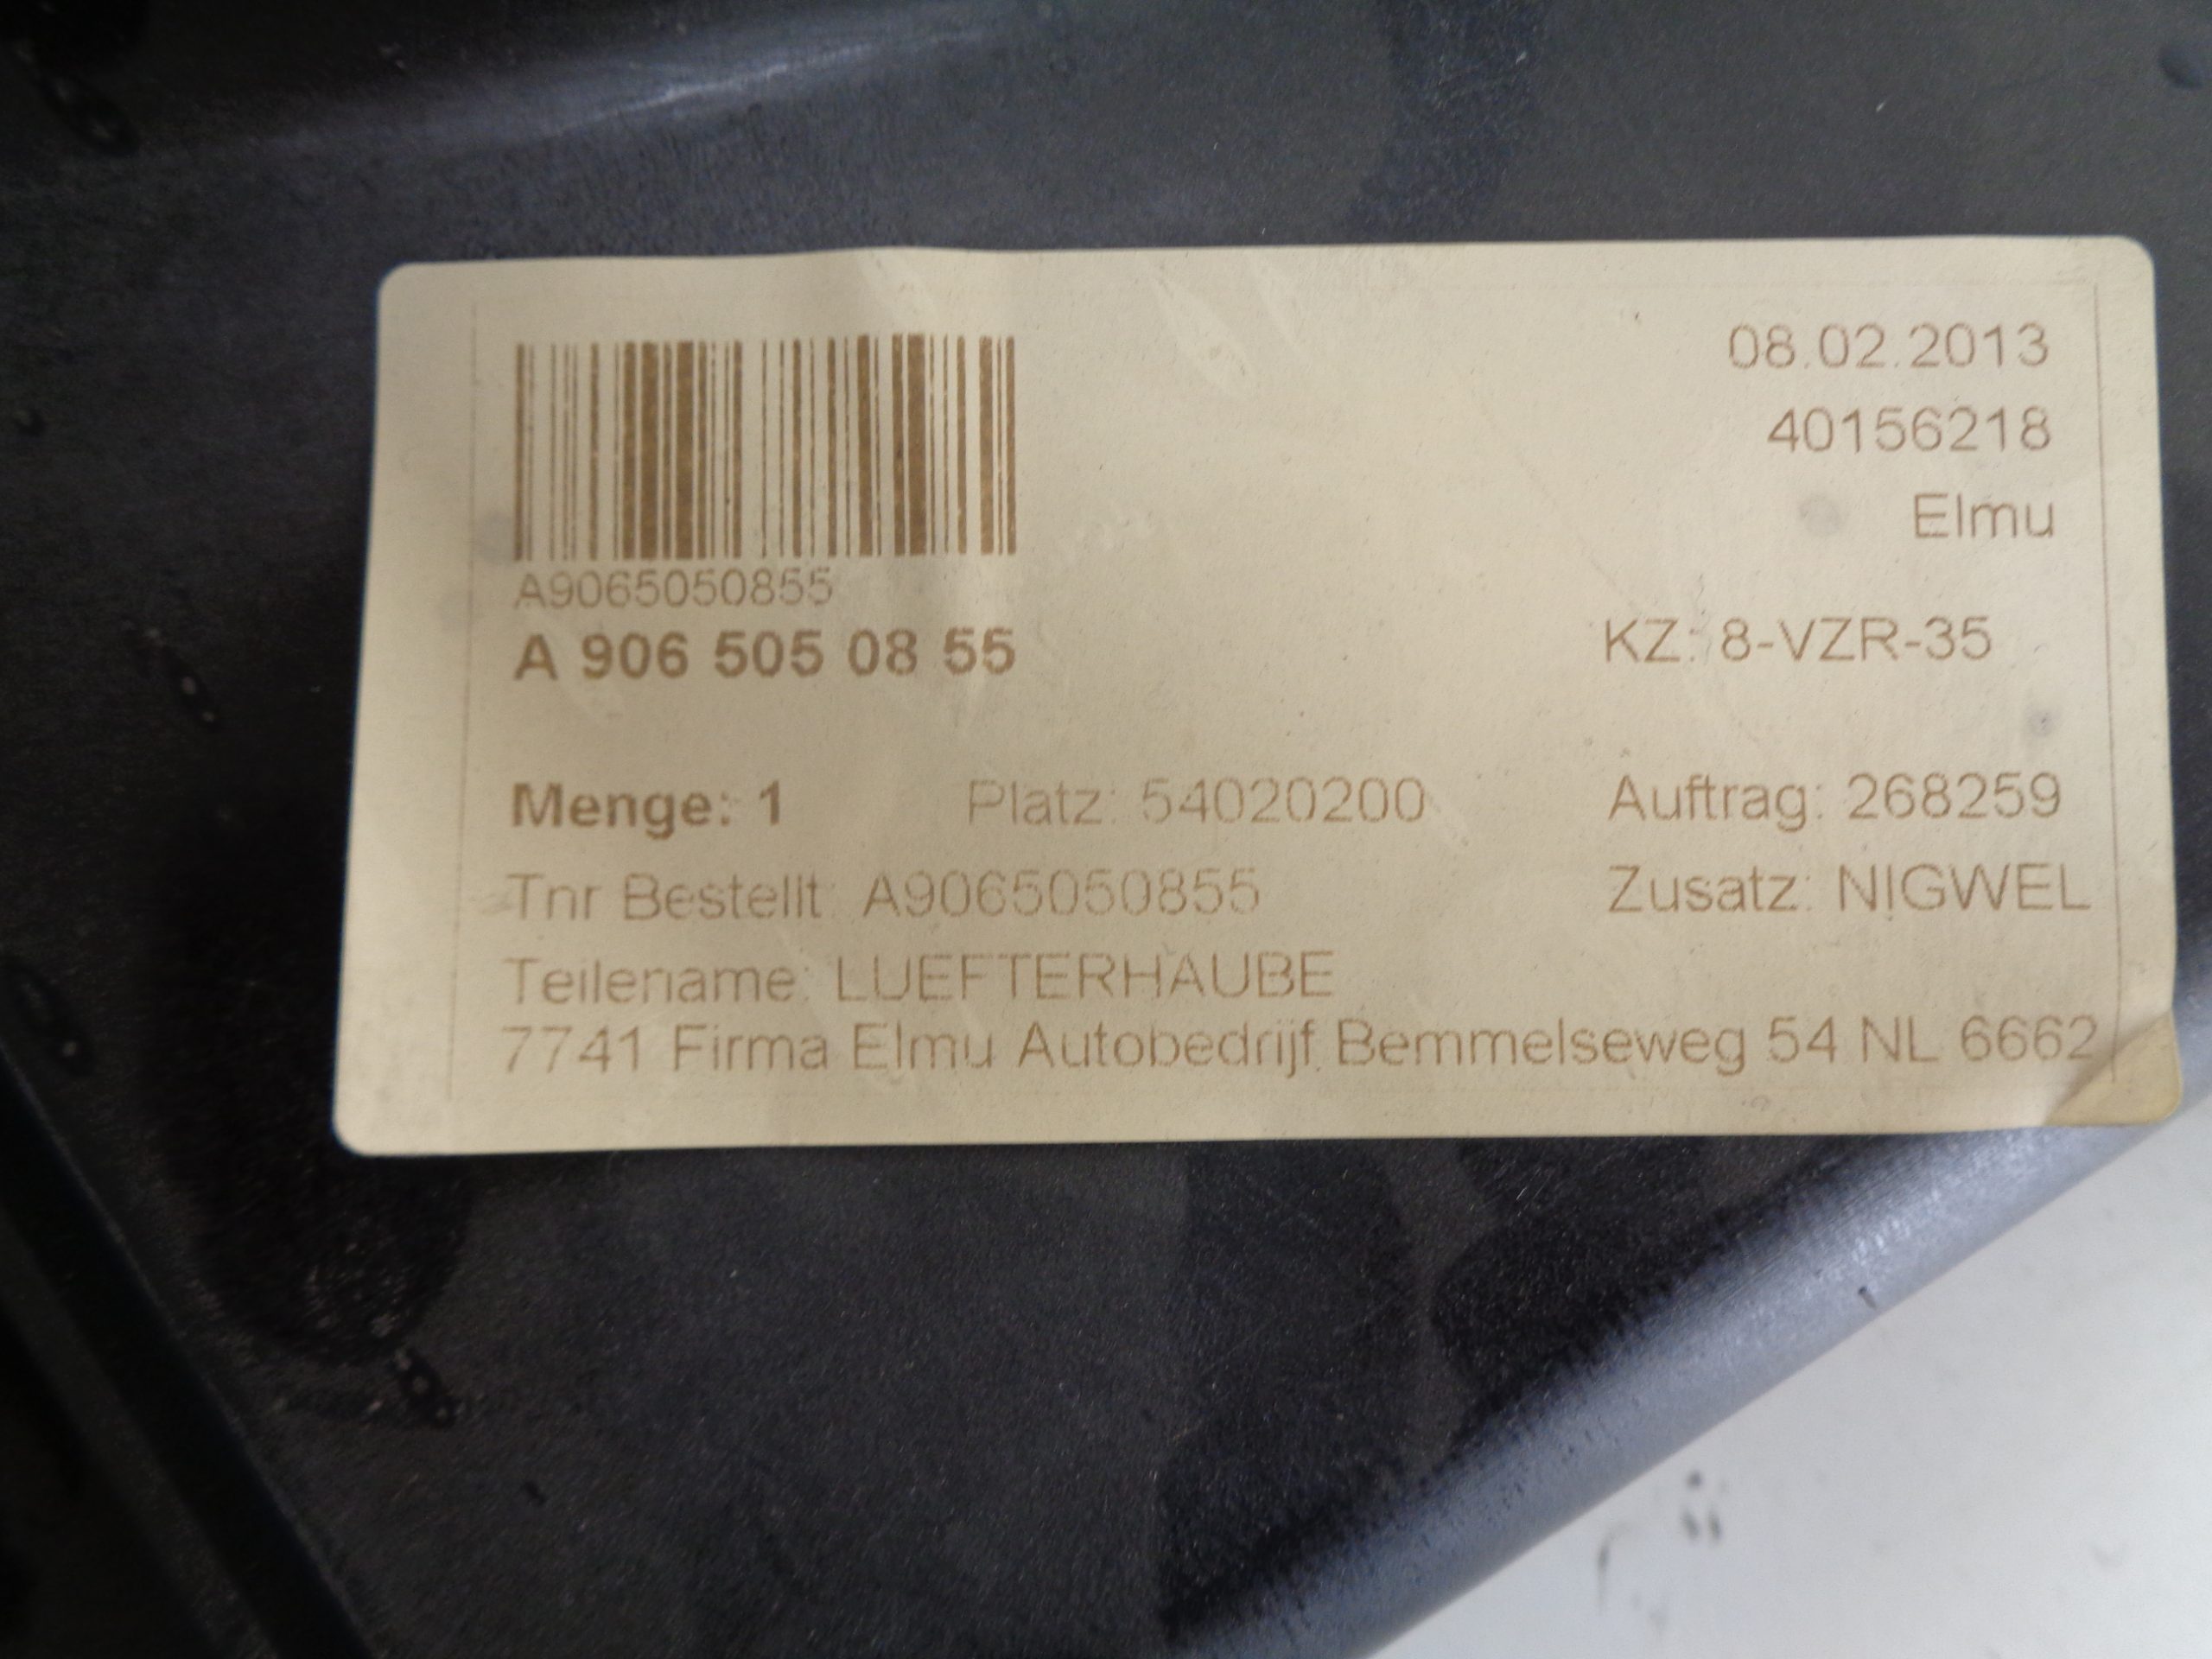 08.02.2013
40156218
Elmu
A9065050855
A 906 505 08 55
KZ: 8-VZR-35
Menge: 1 Platz: 54020200 Auftrag: 268259
Tnr Bestellt: A9065050855 Zusatz: NIGWEL
Teilename: LUEFTERHAUBE
7741 Firma Elmu Autobedrijf Bemmelseweg 54 NL 6662